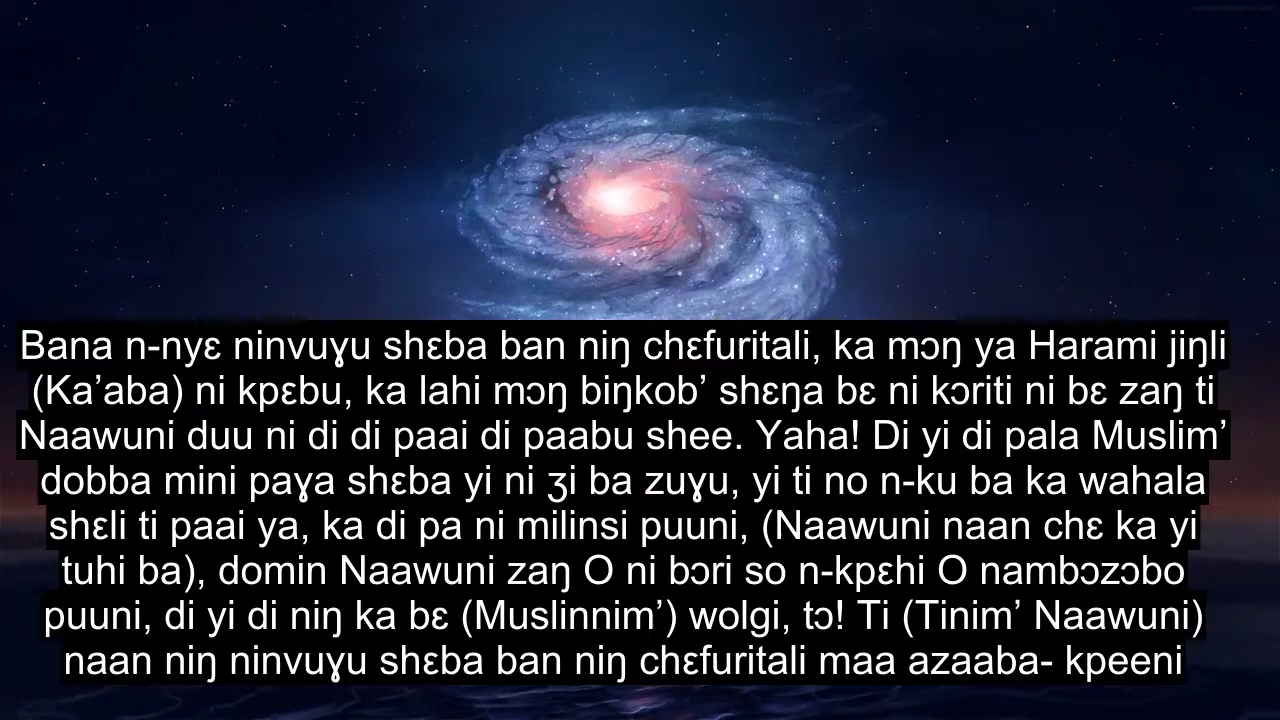 Bana n-nyɛ ninvuɣu shɛba ban niŋ chɛfuritali, ka mɔŋ ya Harami jiŋli
(Ka’aba) ni kpɛbu, ka lahi mɔŋ biŋkob’ shɛŋa bɛ ni kɔriti ni bɛ zaŋ ti
Naawuni duu ni di di paai di paabu shee. Yaha! Di yi di pala Muslim’
dobba mini paɣa shɛba yi ni ʒi ba zuɣu, yi ti no n-ku ba ka wahala
shɛli ti paai ya, ka di pa ni milinsi puuni, (Naawuni naan chɛ ka yi
tuhi ba), domin Naawuni zaŋ O ni bɔri so n-kpɛhi O nambɔzɔbo
puuni, di yi di niŋ ka bɛ (Muslinnim’) wolgi, tɔ! Ti (Tinim’ Naawuni)
naan niŋ ninvuɣu shɛba ban niŋ chɛfuritali maa azaaba- kpeeni